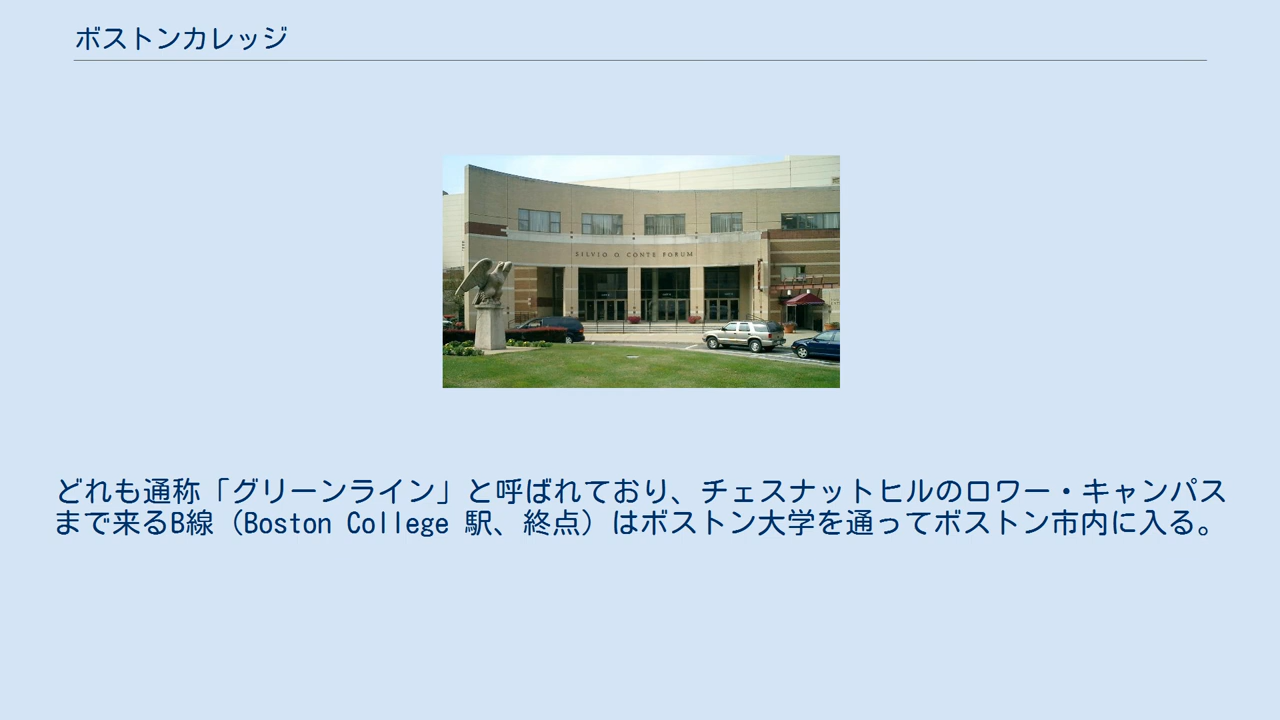 ボストンカレッジ
SILVIO O CONTE FORUM
どれも通称「グリーンライン」と呼ばれており、チェスナットヒルのロワー・キャンパス
まで来るB線（Boston College 駅、終点）はボストン大学を通ってボストン市内に入る。